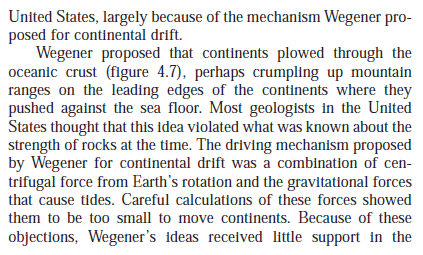 United States, largely because of the mechanism Wegener pro-
posed for continental drift.
Wegener proposed that continents plowed through the
oceanic crust (figure 4.7), perhaps crumpling up mountain
ranges on the leading edges of the continents where they
pushed against the sea floor. Most geologists in the United
States thought that this idea violated what was known about the
strength of rocks at the time. The driving mechanism proposed
by Wegener for continental drift was a combination of cen-
trifugal force from Earth's rotation and the gravitational forces
that cause tides. Careful calculations of these forces showed
them to be too small to move continents. Because of these
objections, Wegener's ideas received little support in the